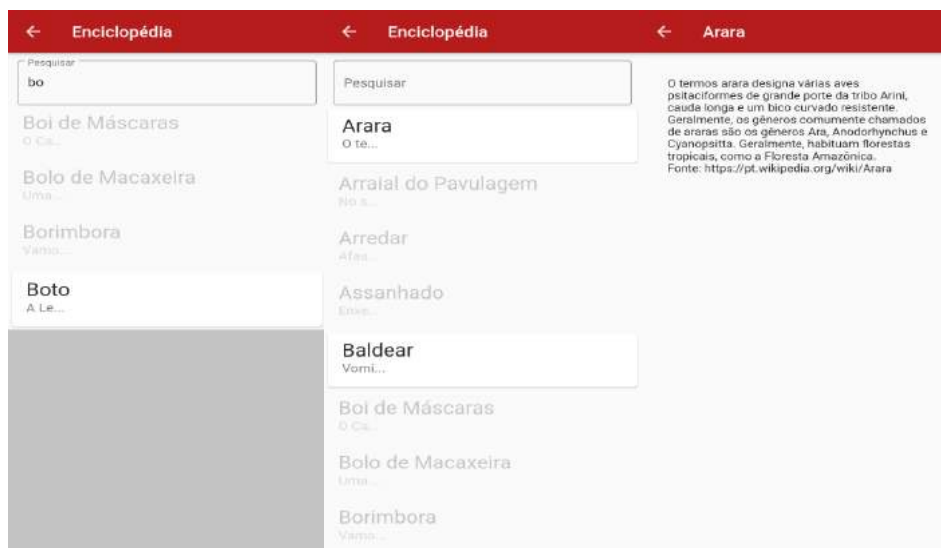 Enciclopédia
Pesquisar
bo
Boi de Máscaras
O Ca...
Bolo de Macaxeira
Uma...
Borimbora
Vamo...
Boto
A Le...
Enciclopédia
Pesquisar
Arara
O te...
Arraial do Pavulagem
No s...
Arredar
Afas...
Assanhado
Enxe...
Baldear
Vomi...
Boi de Máscaras
O Ca...
Bolo de Macaxeira
Uma...
Borimbora
Vamo...
Arara
O termos arara designa várias aves
psitaciformes de grande porte da tribo Arini,
cauda longa e um bico curvado resistente.
Geralmente, os gêneros comumente chamados
de araras são os gêneros Ara, Anodorhynchus e
Cyanopsitta. Geralmente, habituam florestas
tropicais, como a Floresta Amazônica.
Fonte: https://pt.wikipedia.org/wiki/Arara